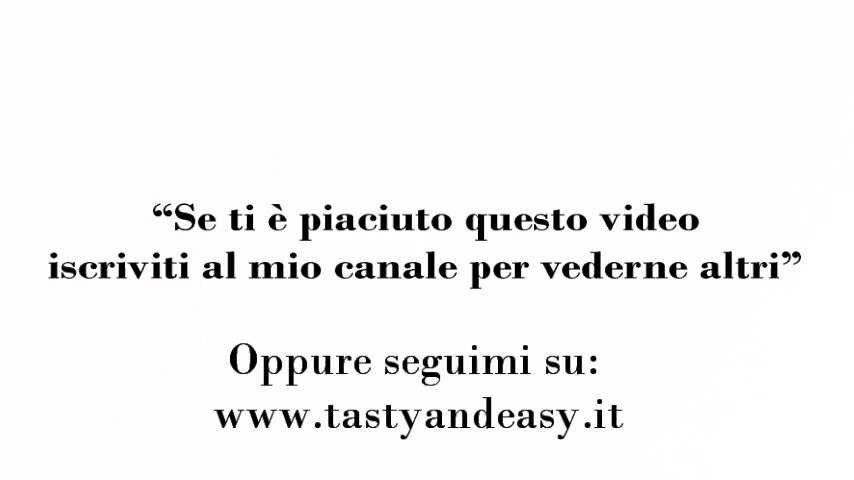 “Se ti è piaciuto questo video
iscriviti al mio canale per vederne altri”
Oppure seguimi su:
www.tastyandeasy.it